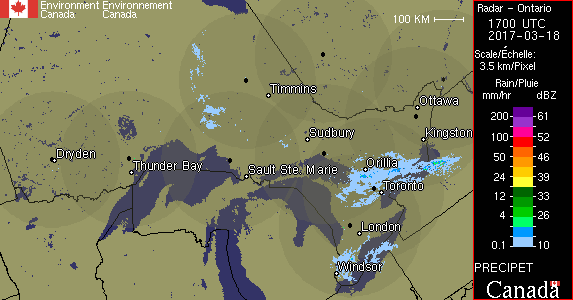 Environment Environnement
Canada Canada
100 KM
Timmins
Ottawa
Sudbury
Kingston
Dryden
Thunder Bay
Sault Ste. Marie
Orillia
Toronto
London
Windsor
Radar - Ontario
1700 UTC
2017-03-18
Scale/Échelle:
3.5 km/Pixel
Rain/Pluie
mm/hr dBZ
200 61
100 52
50 46
24 39
12 33
4 26
0.1 10
PRECIPET
Canada